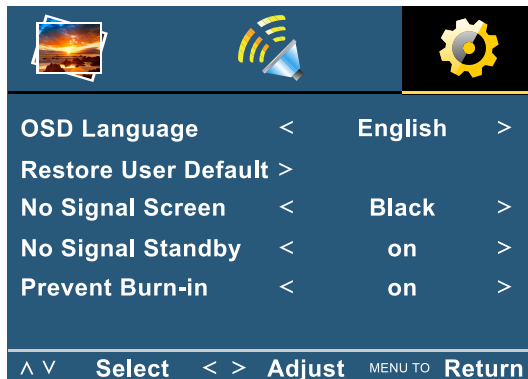 OSD Language < English >
Restore User Default >
No Signal Screen < Black >
No Signal Standby < on >
Prevent Burn-in < on >
∧ ∨ Select < > Adjust MENU TO Return